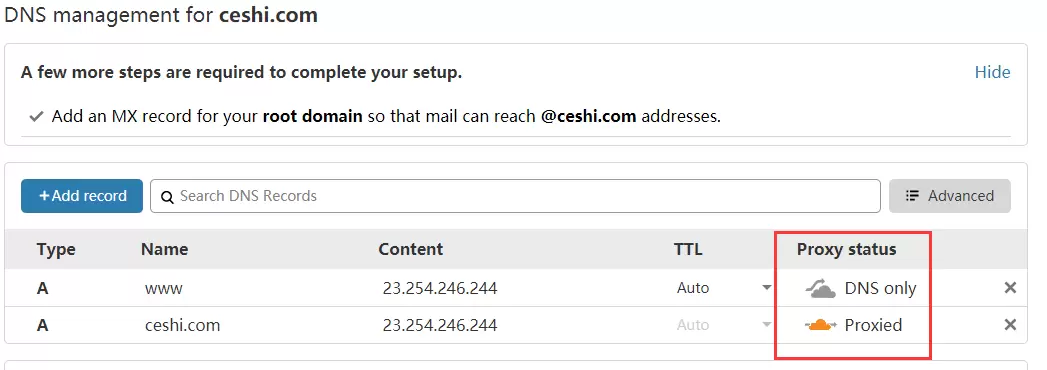 DNS management for ceshi.com
A few more steps are required to complete your setup.
Hide
Add an MX record for your root domain so that mail can reach @ceshi.com addresses.
+Add record
Search DNS Records
Advanced
Type Name Content TTL Proxy status
A www 23.254.246.244 Auto DNS only
A ceshi.com 23.254.246.244 Auto Proxied